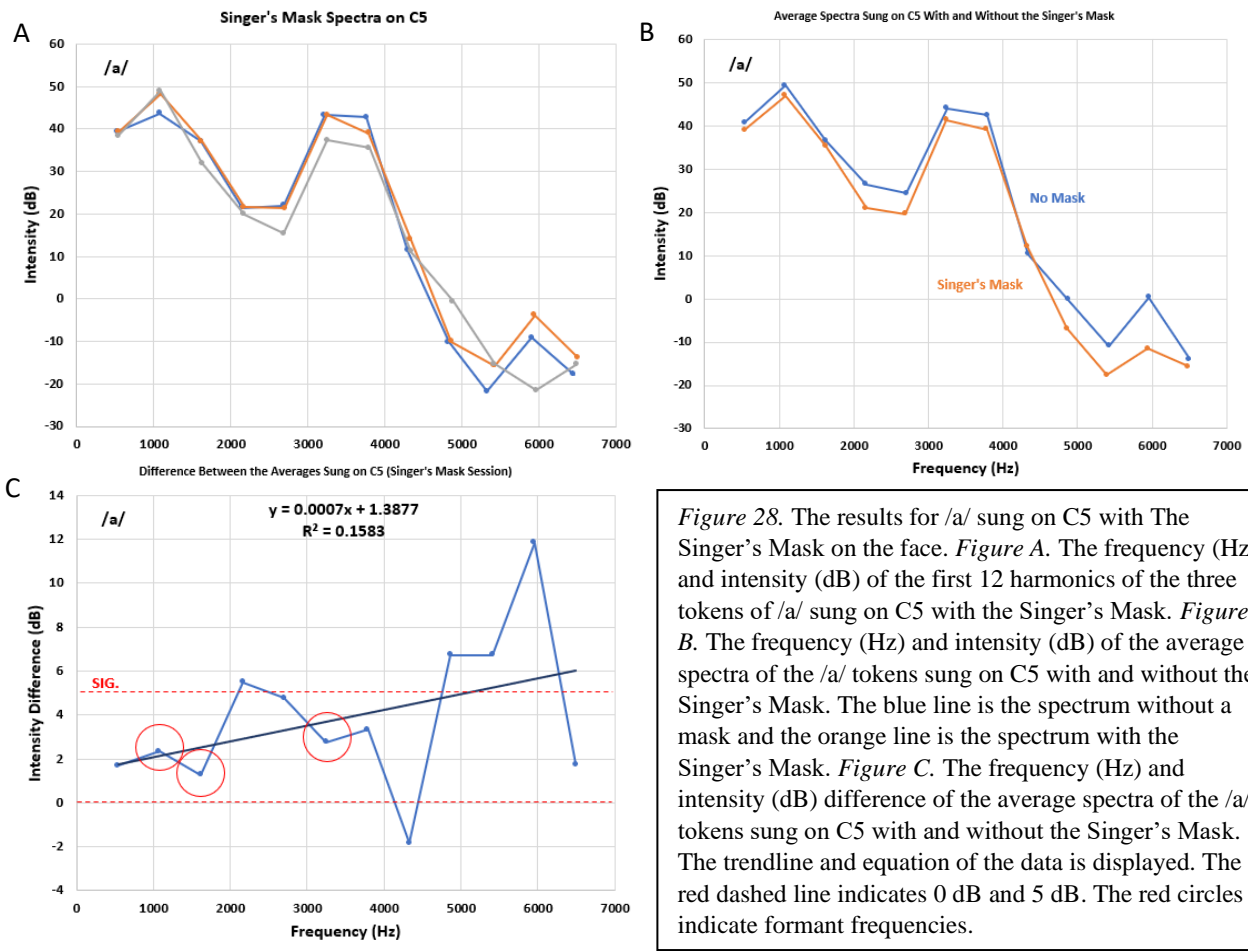 A
Singer's Mask Spectra on C5
/a/
Intensity (dB)
60
50
40
30
20
10
0
-10
-20
-30
0 1000 2000 3000 4000 5000 6000 7000
B
Average Spectra Sung on C5 With and Without the Singer's Mask
/a/
Intensity (dB)
60
50
40
30
20
10
0
-10
-20
-30
No Mask
Singer's Mask
0 1000 2000 3000 4000 5000 6000 7000
Frequency (Hz)
Difference Between the Averages Sung on C5 (Singer's Mask Session)
C
/a/
y = 0.0007x + 1.3877
R² = 0.1583
Intensity Difference (dB)
14
12
10
8
6
4
2
0
-2
-4
SIG.
0 1000 2000 3000 4000 5000 6000 7000
Frequency (Hz)
Figure 28. The results for /a/ sung on C5 with The
Singer's Mask on the face. Figure A. The frequency (Hz
and intensity (dB) of the first 12 harmonics of the three
tokens of /a/ sung on C5 with the Singer's Mask. Figure
B. The frequency (Hz) and intensity (dB) of the average
spectra of the /a/ tokens sung on C5 with and without the
Singer's Mask. The blue line is the spectrum without a
mask and the orange line is the spectrum with the
Singer's Mask. Figure C. The frequency (Hz) and
intensity (dB) difference of the average spectra of the /a/
tokens sung on C5 with and without the Singer's Mask.
The trendline and equation of the data is displayed. The
red dashed line indicates 0 dB and 5 dB. The red circles
indicate formant frequencies.